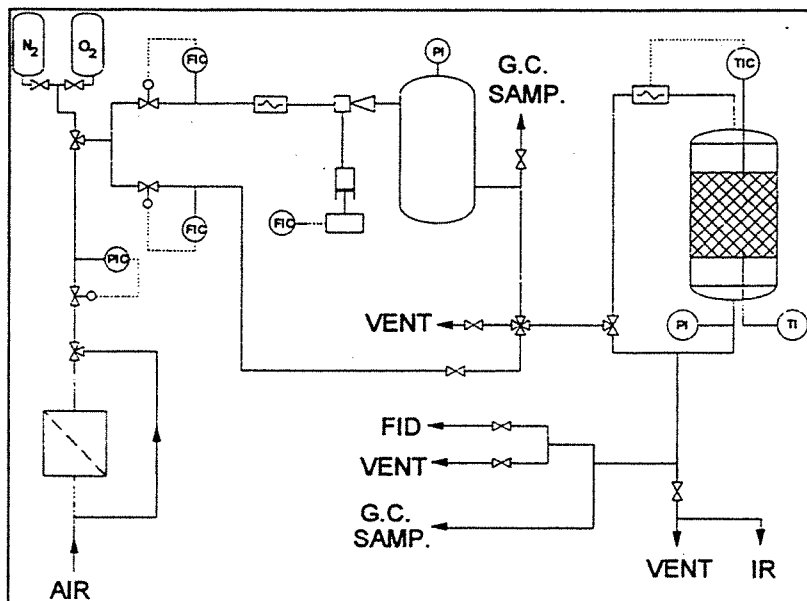 N2 O2
FIC
PI
G.C.
SAMP.
TIC
FIC
FIC
PIC
VENT
PI
TI
FID
VENT
G.C.
SAMP.
AIR
VENT
IR